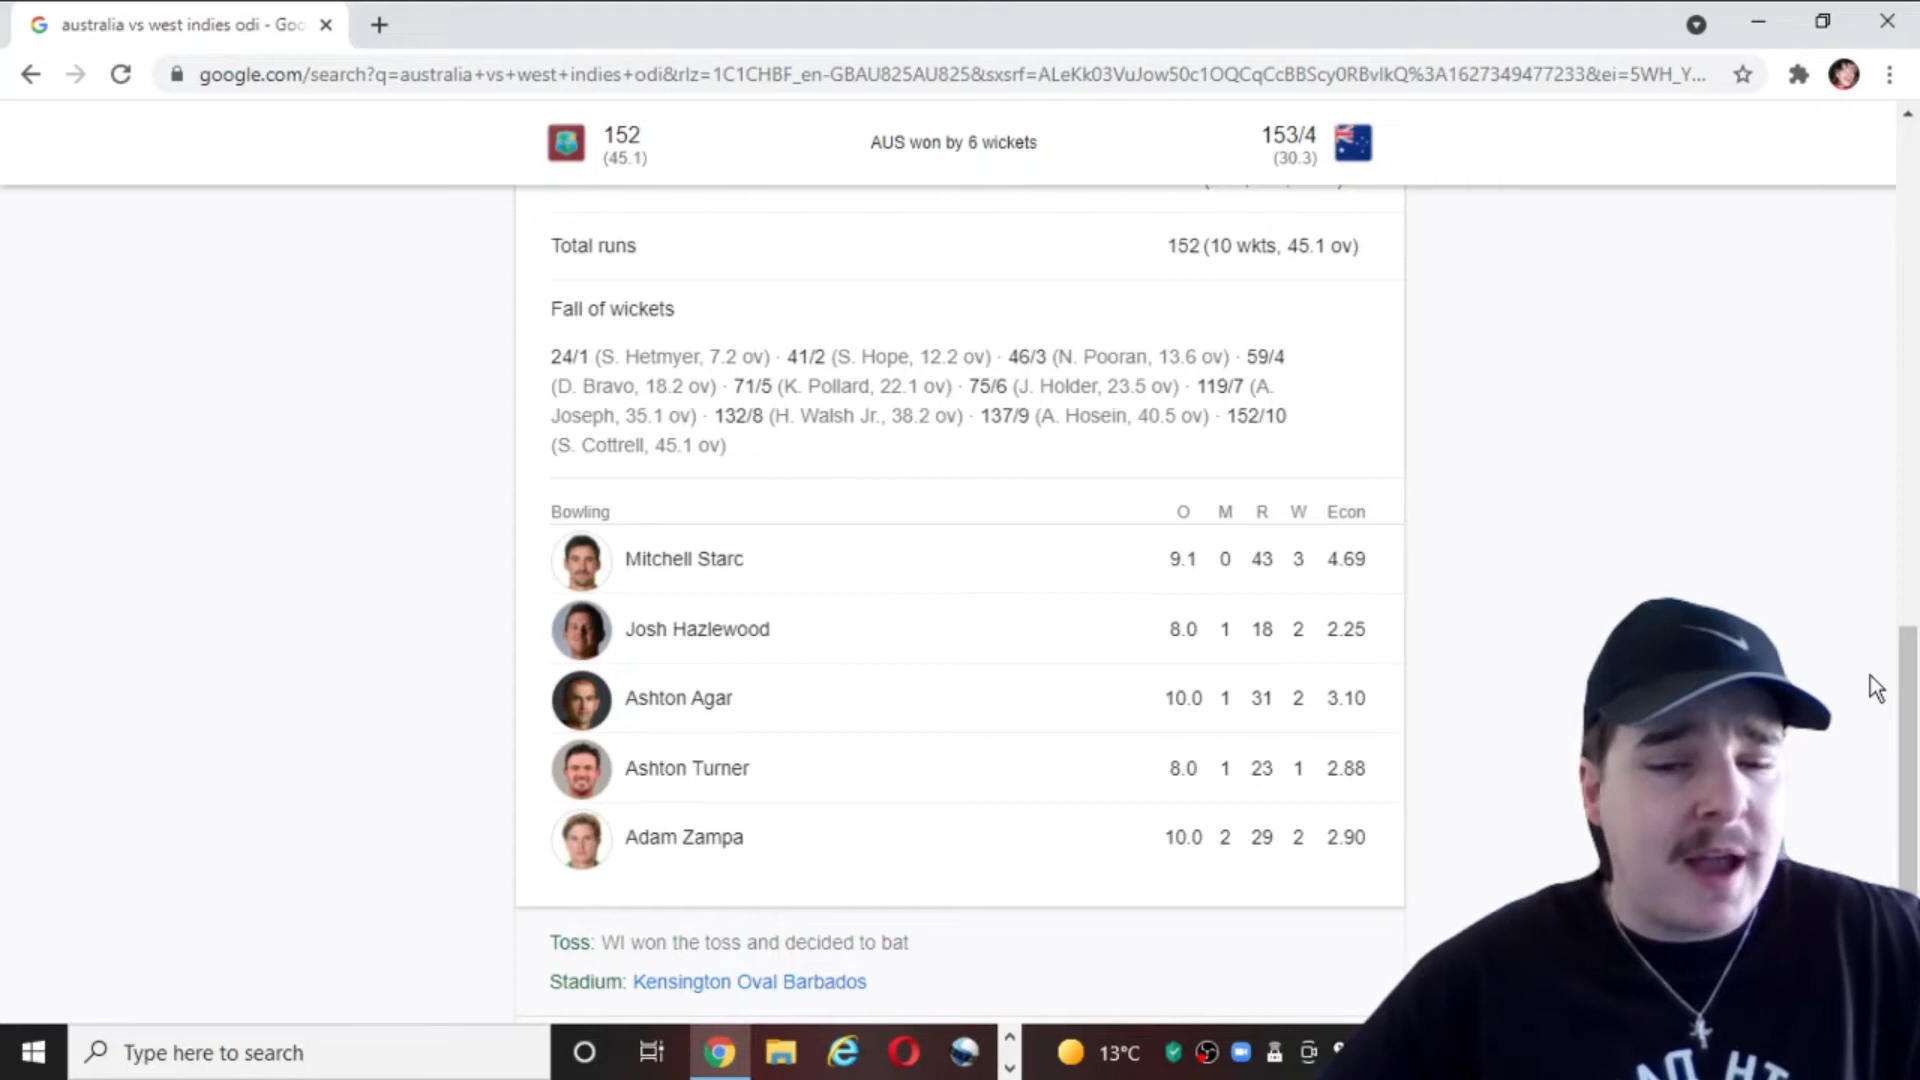 australia vs west indies odi - Goo
google.com/search?q=australia+vs+west+indies+odi&rlz=1C1CHBF_en-GBAU825AU825&sxsrf=ALeKk03VuJow50c1OQCqCcBBScy0RBvIkQ%3A1627349477233&ei=5WH_Y...
152
(45.1)
AUS won by 6 wickets
153/4
(30.3)
Total runs 152 (10 wkts, 45.1 ov)
Fall of wickets
24/1 (S. Hetmyer, 7.2 ov) · 41/2 (S. Hope, 12.2 ov) · 46/3 (N. Pooran, 13.6 ov) · 59/4
(D. Bravo, 18.2 ov) · 71/5 (K. Pollard, 22.1 ov) · 75/6 (J. Holder, 23.5 ov) · 119/7 (A.
Joseph, 35.1 ov) · 132/8 (H. Walsh Jr., 38.2 ov) · 137/9 (A. Hosein, 40.5 ov) · 152/10
(S. Cottrell, 45.1 ov)
Bowling O M R W Econ
Mitchell Starc 9.1 0 43 3 4.69
Josh Hazlewood 8.0 1 18 2 2.25
Ashton Agar 10.0 1 31 2 3.10
Ashton Turner 8.0 1 23 1 2.88
Adam Zampa 10.0 2 29 2 2.90
Toss: WI won the toss and decided to bat
Stadium: Kensington Oval Barbados
Type here to search
13°C